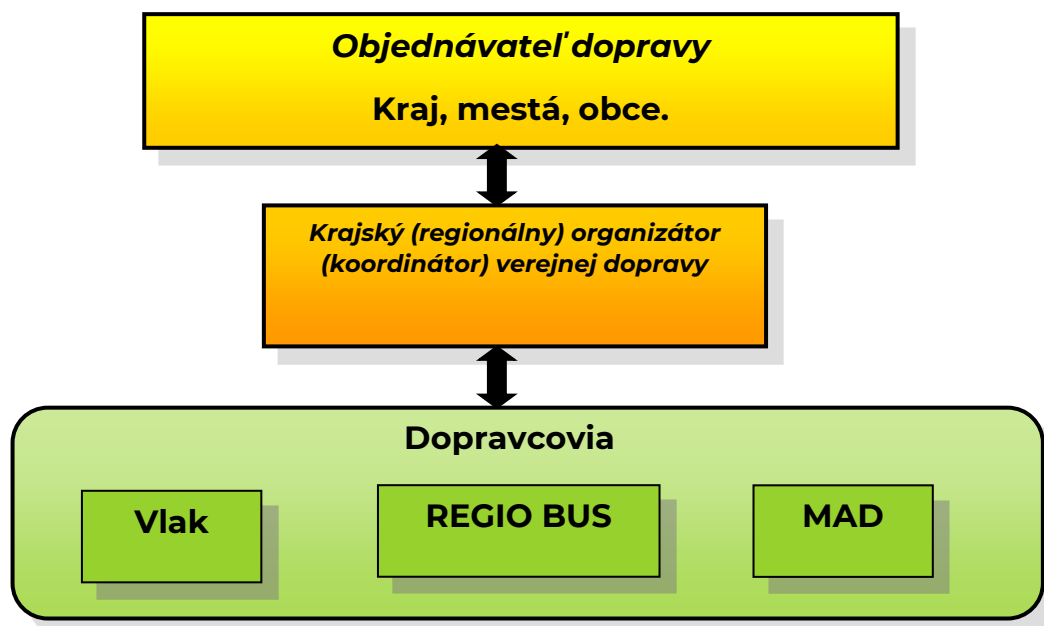 Objednávateľ dopravy
Kraj, mestá, obce.
Krajský (regionálny) organizátor
(koordinátor) verejnej dopravy
Dopravcovia
Vlak
REGIO BUS
MAD